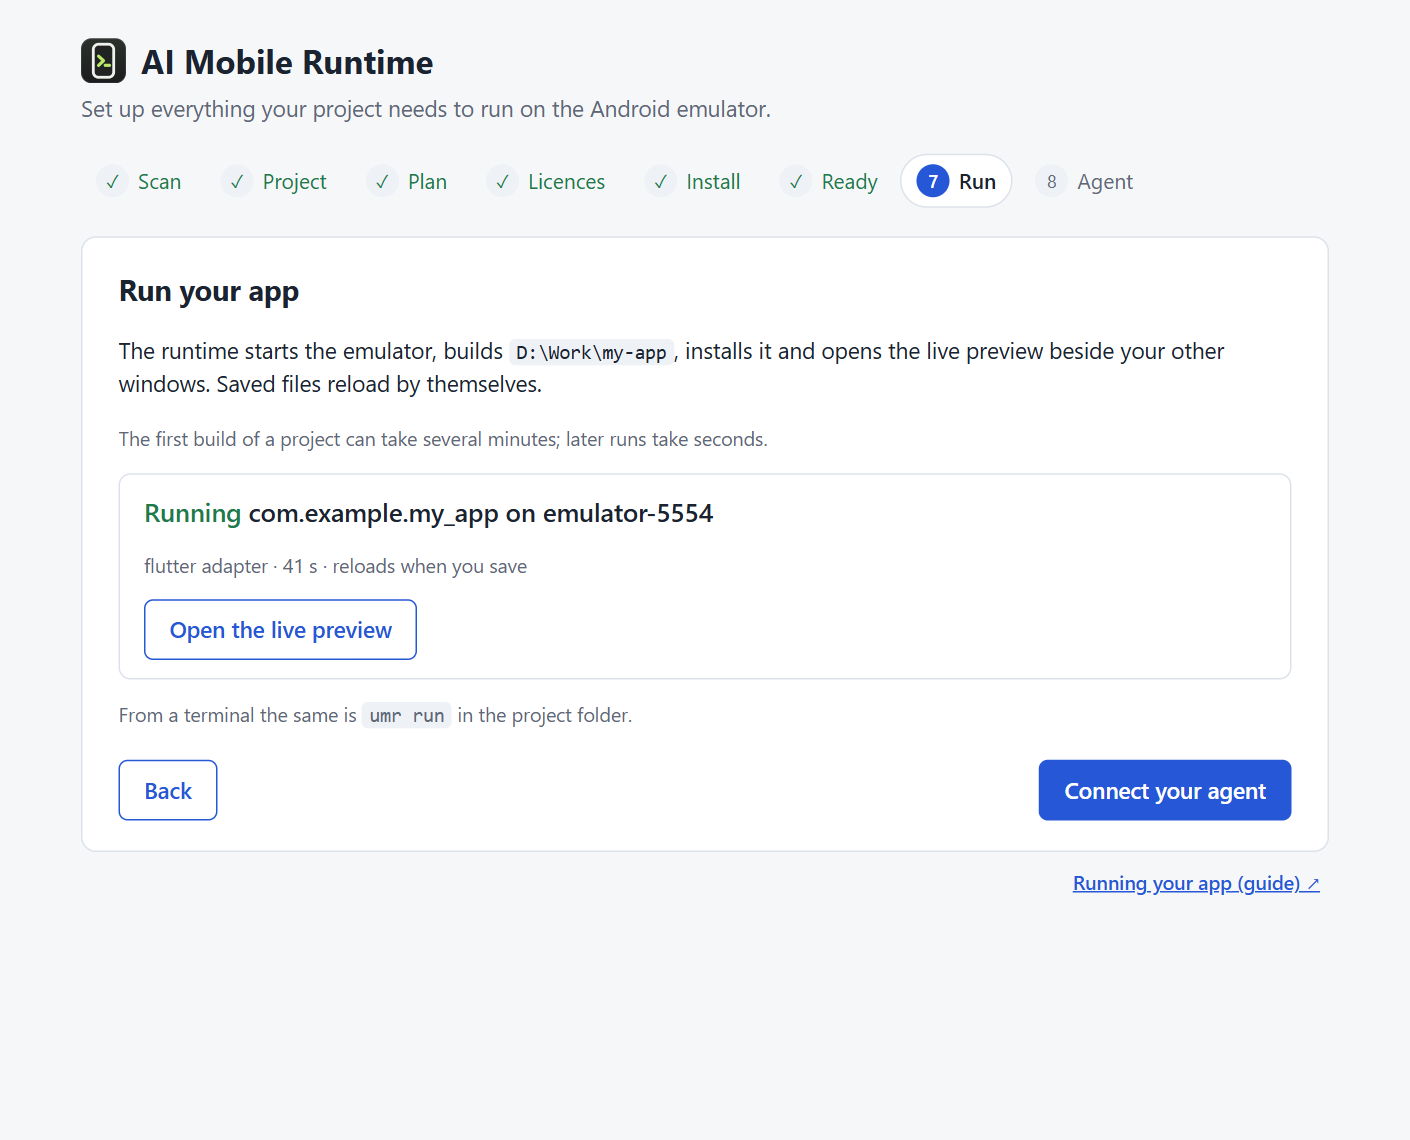 AI Mobile Runtime
Set up everything your project needs to run on the Android emulator.
✓ Scan ✓ Project ✓ Plan ✓ Licences ✓ Install ✓ Ready 7 Run 8 Agent
Run your app
The runtime starts the emulator, builds D:\Work\my-app, installs it and opens the live preview beside your other
windows. Saved files reload by themselves.
The first build of a project can take several minutes; later runs take seconds.
Running com.example.my_app on emulator-5554
flutter adapter · 41 s · reloads when you save
Open the live preview
From a terminal the same is umr run in the project folder.
Back
Connect your agent
Running your app (guide) ↗